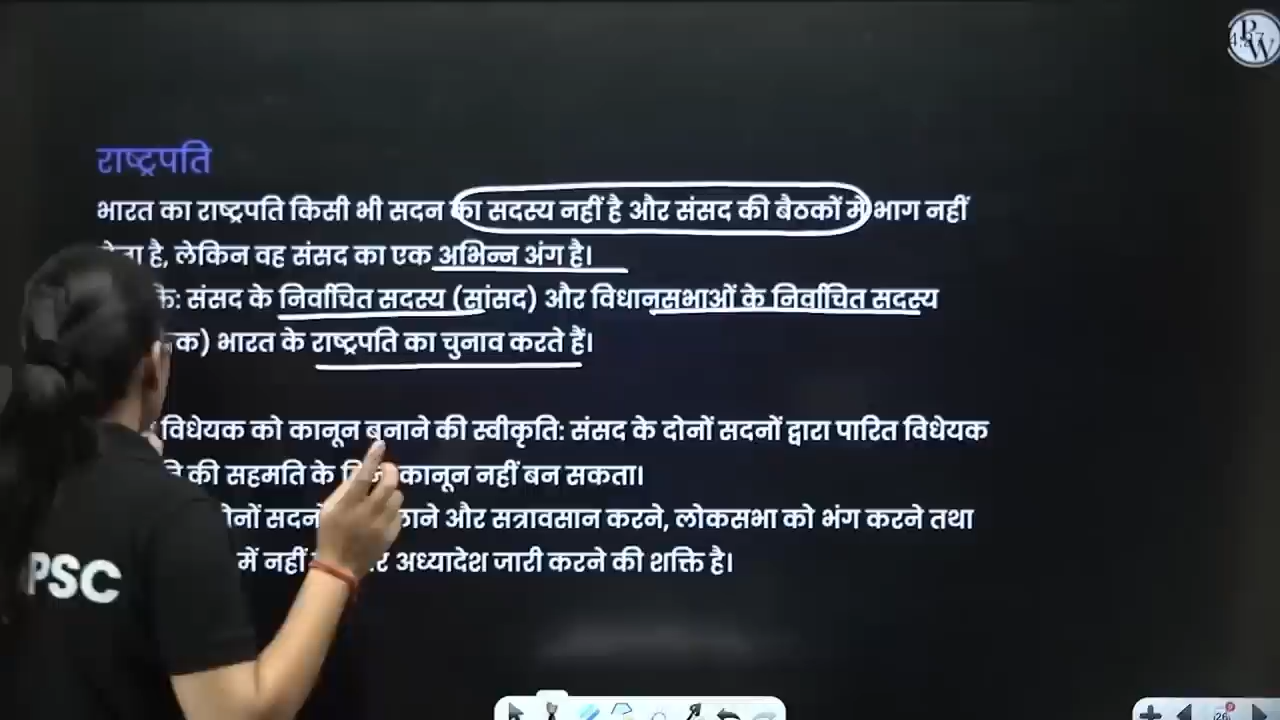 राष्ट्रपति
भारत का राष्ट्रपति किसी भी सदन का सदस्य नहीं है और संसद की बैठकों में भाग नहीं
है, लेकिन वह संसद का एक अभिन्न अंग है।
संसद के निर्वाचित सदस्य (सांसद) और विधानसभाओं के निर्वाचित सदस्य
भारत के राष्ट्रपति का चुनाव करते हैं।
विधेयक को कानून बनाने की स्वीकृति: संसद के दोनों सदनों द्वारा पारित विधेयक
की सहमति के कानून नहीं बन सकता।
और सत्रावसान करने, लोकसभा को भंग करने तथा
में नहीं अध्यादेश जारी करने की शक्ति है।
PSC
PW
26